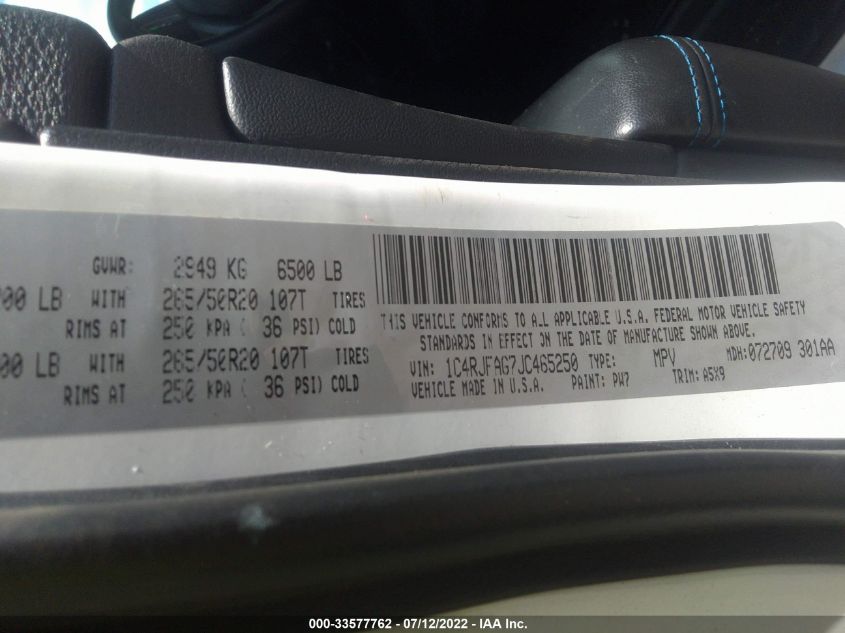 GVWR: 2949 KG 6500 LB
00 LB WITH 265/50R20 107T TIRES
RIMS AT 250 KPA ( 36 PSI) COLD
00 LB WITH 265/50R20 107T TIRES
RIMS AT 250 KPA ( 36 PSI) COLD
THIS VEHICLE CONFORMS TO ALL APPLICABLE U.S.A. FEDERAL MOTOR VEHICLE SAFETY
STANDARDS IN EFFECT ON THE DATE OF MANUFACTURE SHOWN ABOVE.
VIN: 1C4RJFAG7JC465250 TYPE: MPV MDH: 072709 301AA
VEHICLE MADE IN U.S.A. PAINT: PW7 TRIM: A5X9
000-33577762 - 07/12/2022 - IAA Inc.